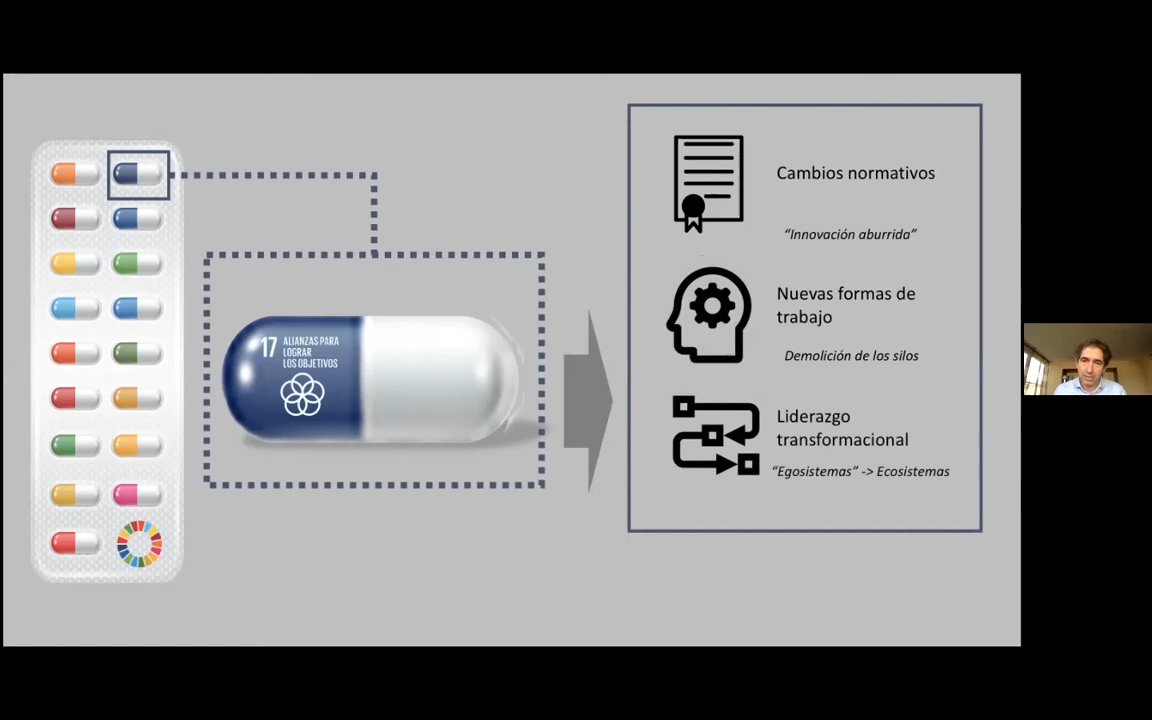 17 ALIANZAS PARA
LOGRAR
LOS OBJETIVOS
Cambios normativos
“Innovación aburrida”
Nuevas formas de
trabajo
Demolición de los silos
Liderazgo
transformacional
“Egosistemas” -> Ecosistemas